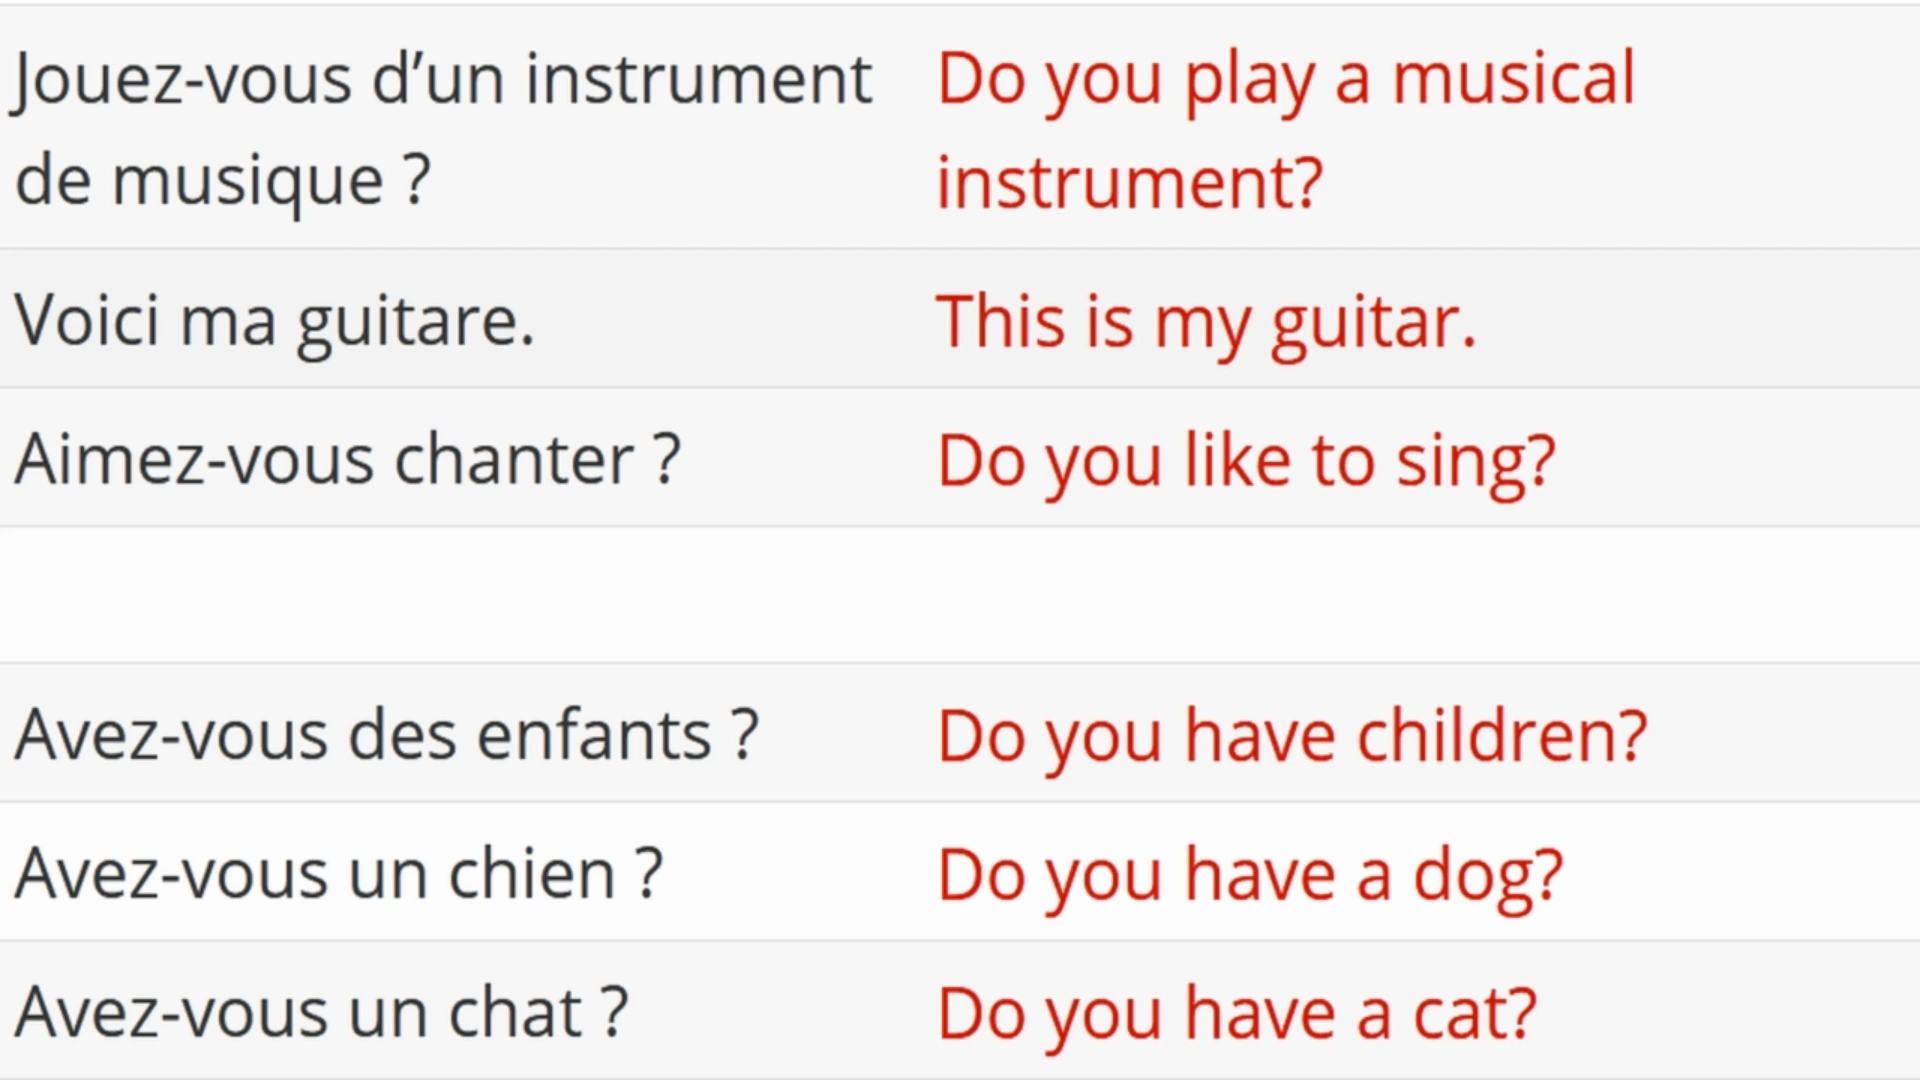 Jouez-vous d’un instrument
de musique ?
Do you play a musical
instrument?
Voici ma guitare.
This is my guitar.
Aimez-vous chanter ?
Do you like to sing?
Avez-vous des enfants ?
Do you have children?
Avez-vous un chien ?
Do you have a dog?
Avez-vous un chat ?
Do you have a cat?